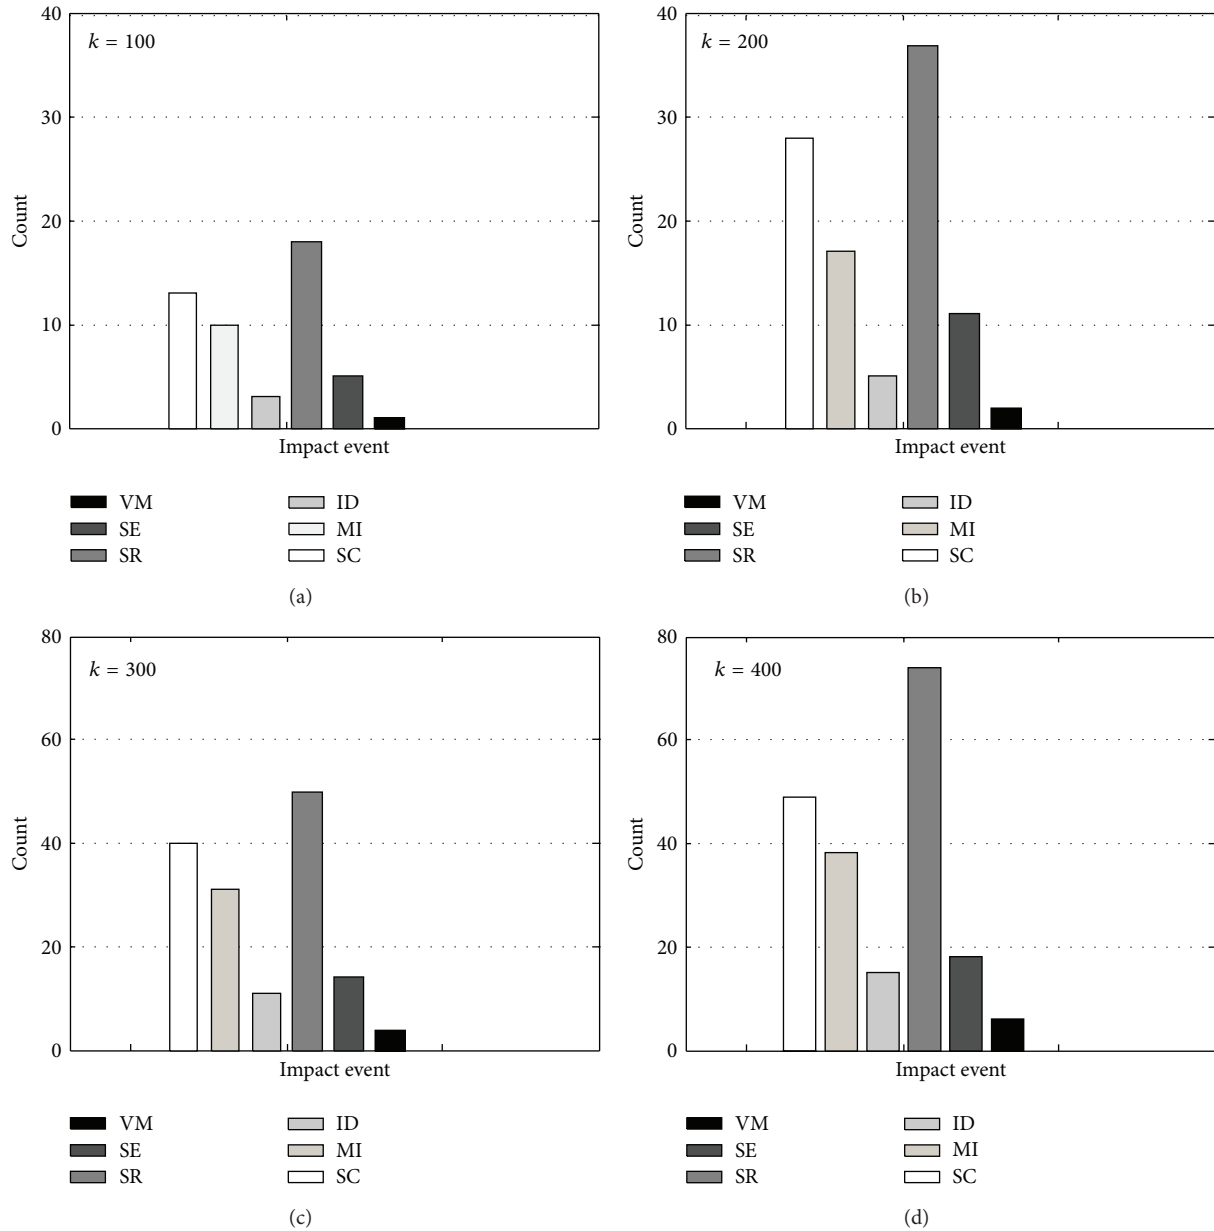 40
30
20
10
0
Count
k = 100
Impact event
VM
SE
SR
ID
MI
SC
(a)
40
30
20
10
0
Count
k = 200
Impact event
VM
SE
SR
ID
MI
SC
(b)
80
60
40
20
0
Count
k = 300
Impact event
VM
SE
SR
ID
MI
SC
(c)
80
60
40
20
0
Count
k = 400
Impact event
VM
SE
SR
ID
MI
SC
(d)